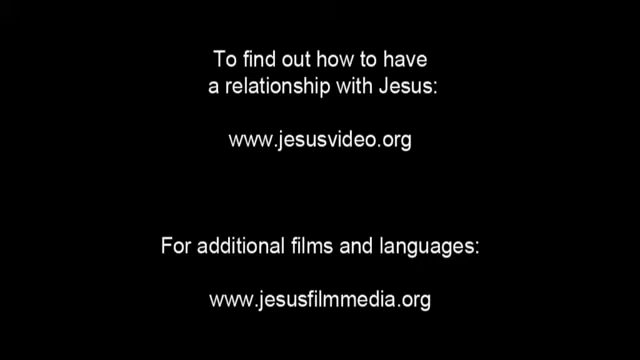 To find out how to have
a relationship with Jesus:
www.jesusvideo.org
For additional films and languages:
www.jesusfilmmedia.org